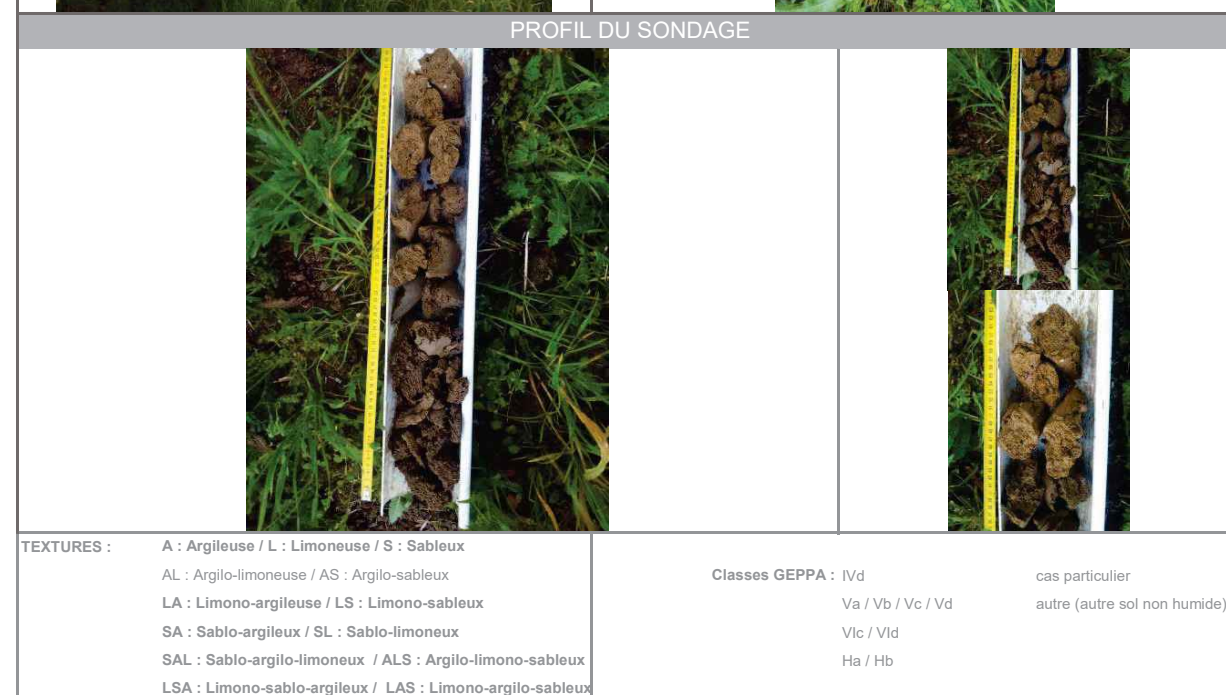 PROFIL DU SONDAGE
TEXTURES : A : Argileuse / L : Limoneuse / S : Sableux
AL : Argilo-limoneuse / AS : Argilo-sableux
LA : Limono-argileuse / LS : Limono-sableux
SA : Sablo-argileux / SL : Sablo-limoneux
SAL : Sablo-argilo-limoneux / ALS : Argilo-limono-sableux
LSA : Limono-sablo-argileux / LAS : Limono-argilo-sableux
Classes GEPPA : IVd cas particulier
Va / Vb / Vc / Vd autre (autre sol non humide)
VIc / VId
Ha / Hb